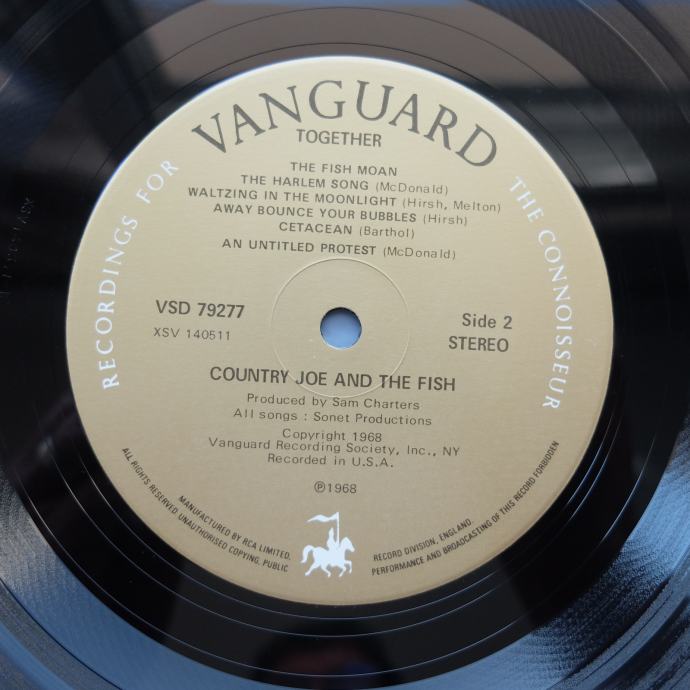 VANGUARD
RECORDINGS FOR THE CONNOISSEUR
TOGETHER
THE FISH MOAN
THE HARLEM SONG (McDonald)
WALTZING IN THE MOONLIGHT (Hirsh, Melton)
AWAY BOUNCE YOUR BUBBLES (Hirsh)
CETACEAN (Barthol)
AN UNTITLED PROTEST (McDonald)
VSD 79277
XSV 140511
Side 2
STEREO
COUNTRY JOE AND THE FISH
Produced by Sam Charters
All songs : Sonet Productions
Copyright 1968
Vanguard Recording Society, Inc., NY
Recorded in U.S.A.
℗1968
MANUFACTURED BY RCA LIMITED, RECORD DIVISION, ENGLAND.
ALL RIGHTS RESERVED. UNAUTHORISED COPYING, PUBLIC PERFORMANCE AND BROADCASTING OF THIS RECORD FORBIDDEN